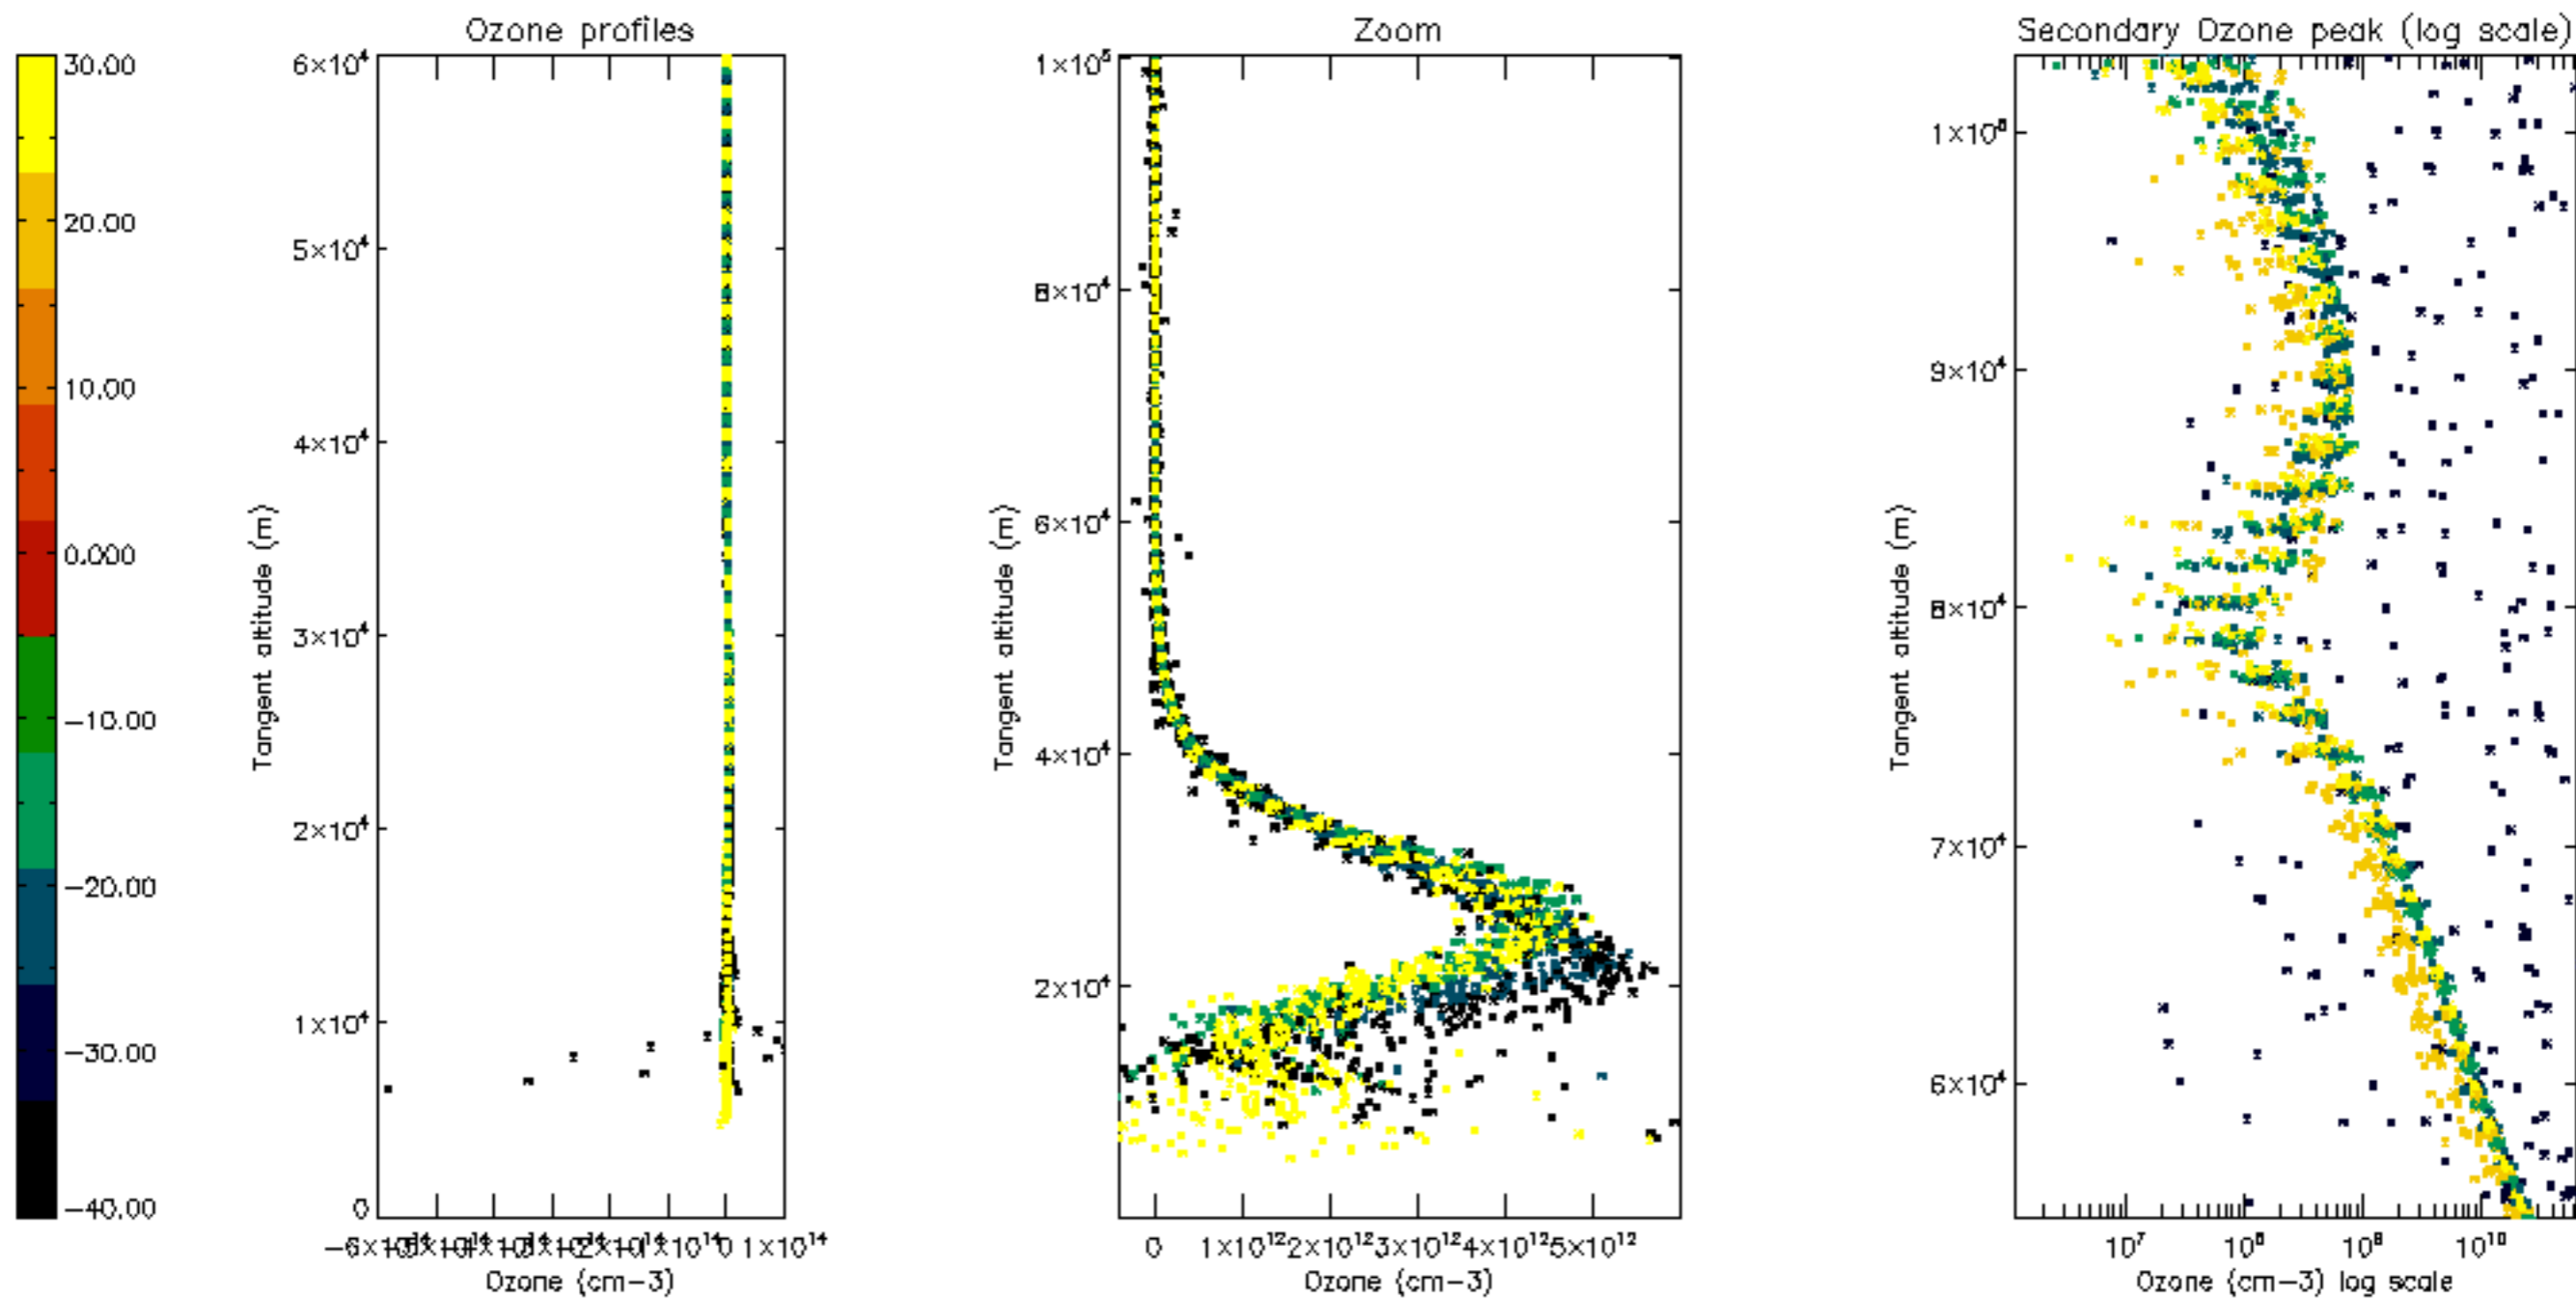 Ozone profiles
Zoom
Secondary Ozone peak (log scale)
30.00
20.00
10.00
0.000
−10.00
−20.00
−30.00
−40.00
Tangent altitude (m)
6×10⁴
5×10⁴
4×10⁴
3×10⁴
2×10⁴
1×10⁴
0
0 1×10¹⁴
Ozone (cm−3)
Tangent altitude (m)
1×10⁵
8×10⁴
6×10⁴
4×10⁴
2×10⁴
0 1×10¹² 2×10¹² 3×10¹² 4×10¹² 5×10¹²
Ozone (cm−3)
Tangent altitude (m)
9×10⁴
8×10⁴
7×10⁴
6×10⁴
10⁷ 10⁸ 10⁹ 10¹⁰
Ozone (cm−3) log scale